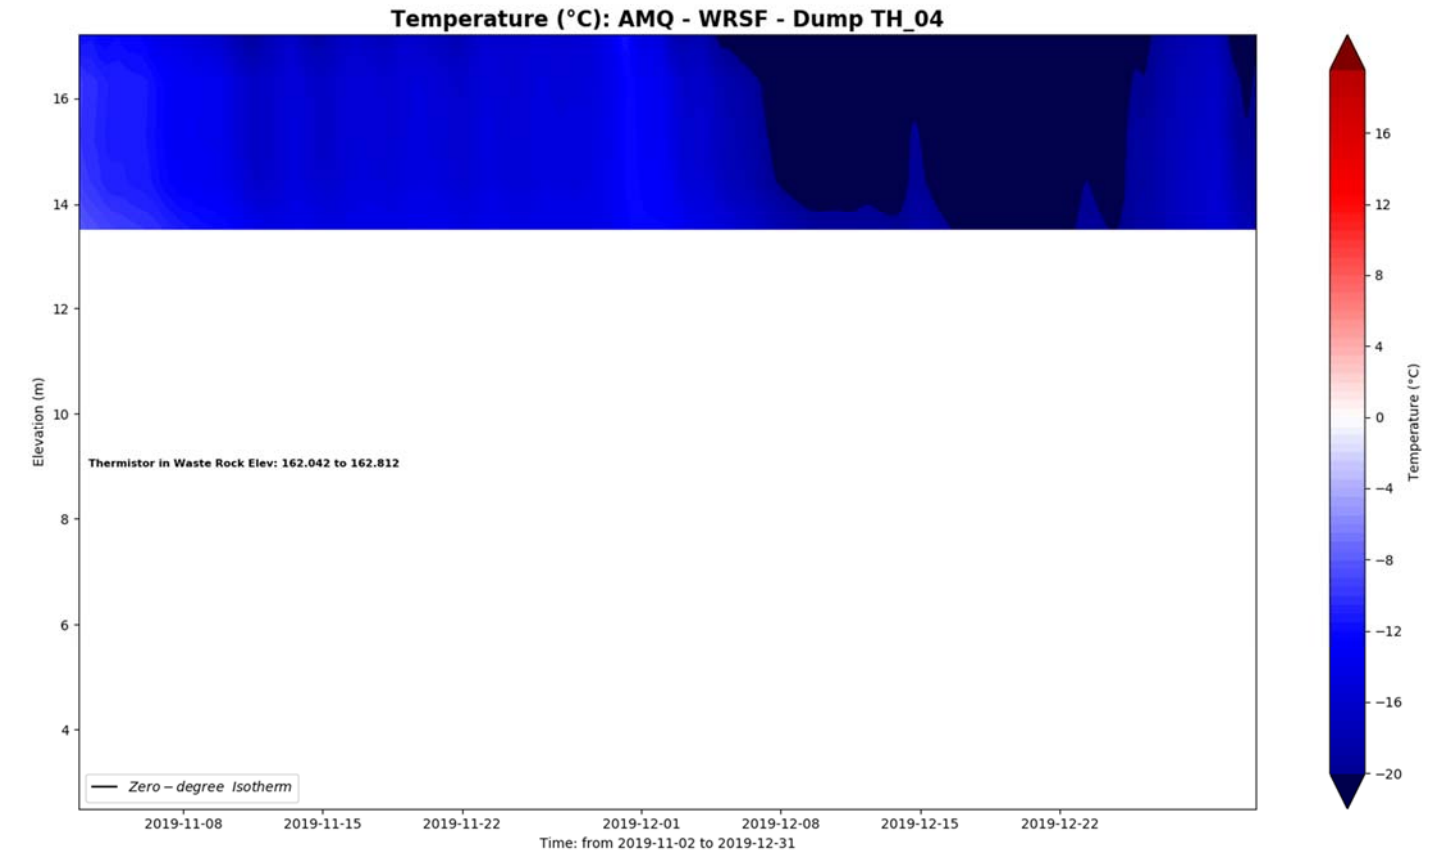 Temperature (°C): AMQ - WRSF - Dump TH_04
16
14
12
10
8
6
4
Elevation (m)
Thermistor in Waste Rock Elev: 162.042 to 162.812
Zero − degree Isotherm
2019-11-08 2019-11-15 2019-11-22 2019-12-01 2019-12-08 2019-12-15 2019-12-22
Time: from 2019-11-02 to 2019-12-31
16
12
8
4
0
−4
−8
−12
−16
−20
Temperature (°C)